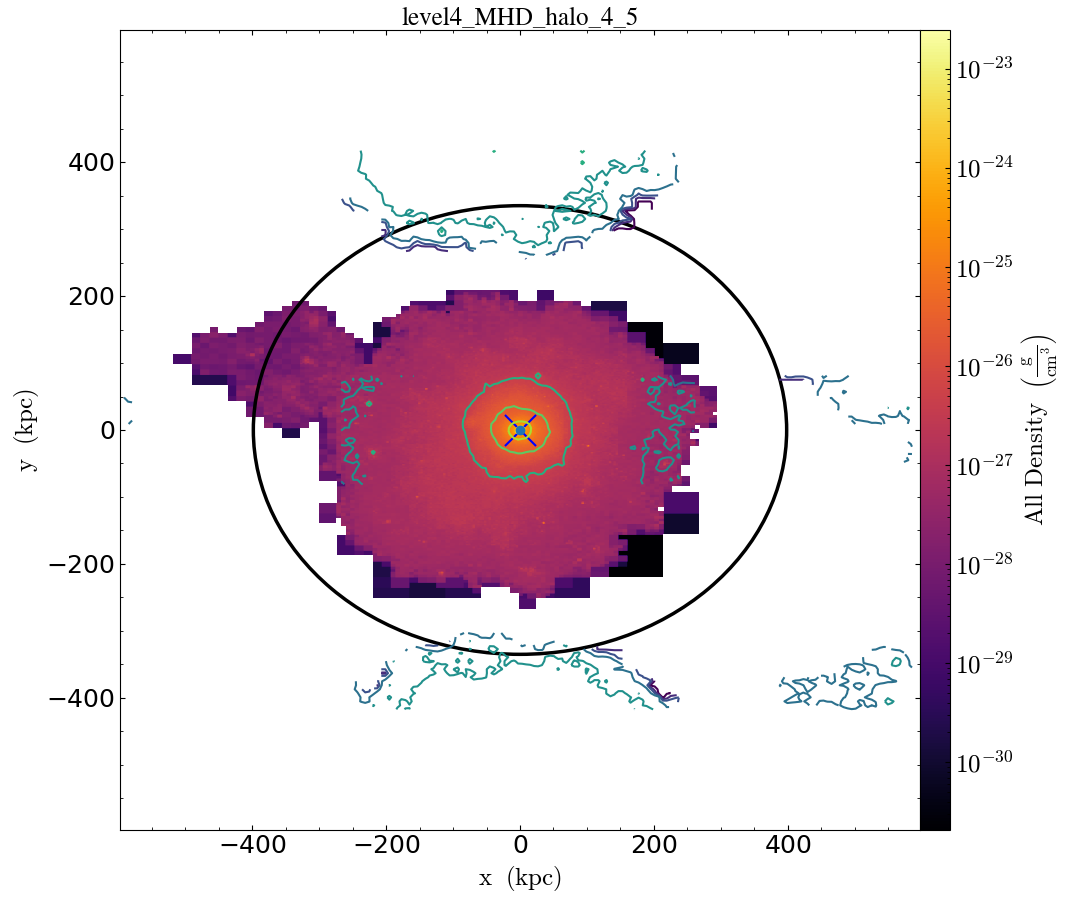 level4_MHD_halo_4_5
400
200
0
−200
−400
y (kpc)
−400 −200 0 200 400
x (kpc)
10^{−23}
10^{−24}
10^{−25}
10^{−26}
10^{−27}
10^{−28}
10^{−29}
10^{−30}
All Density (g/cm^3)